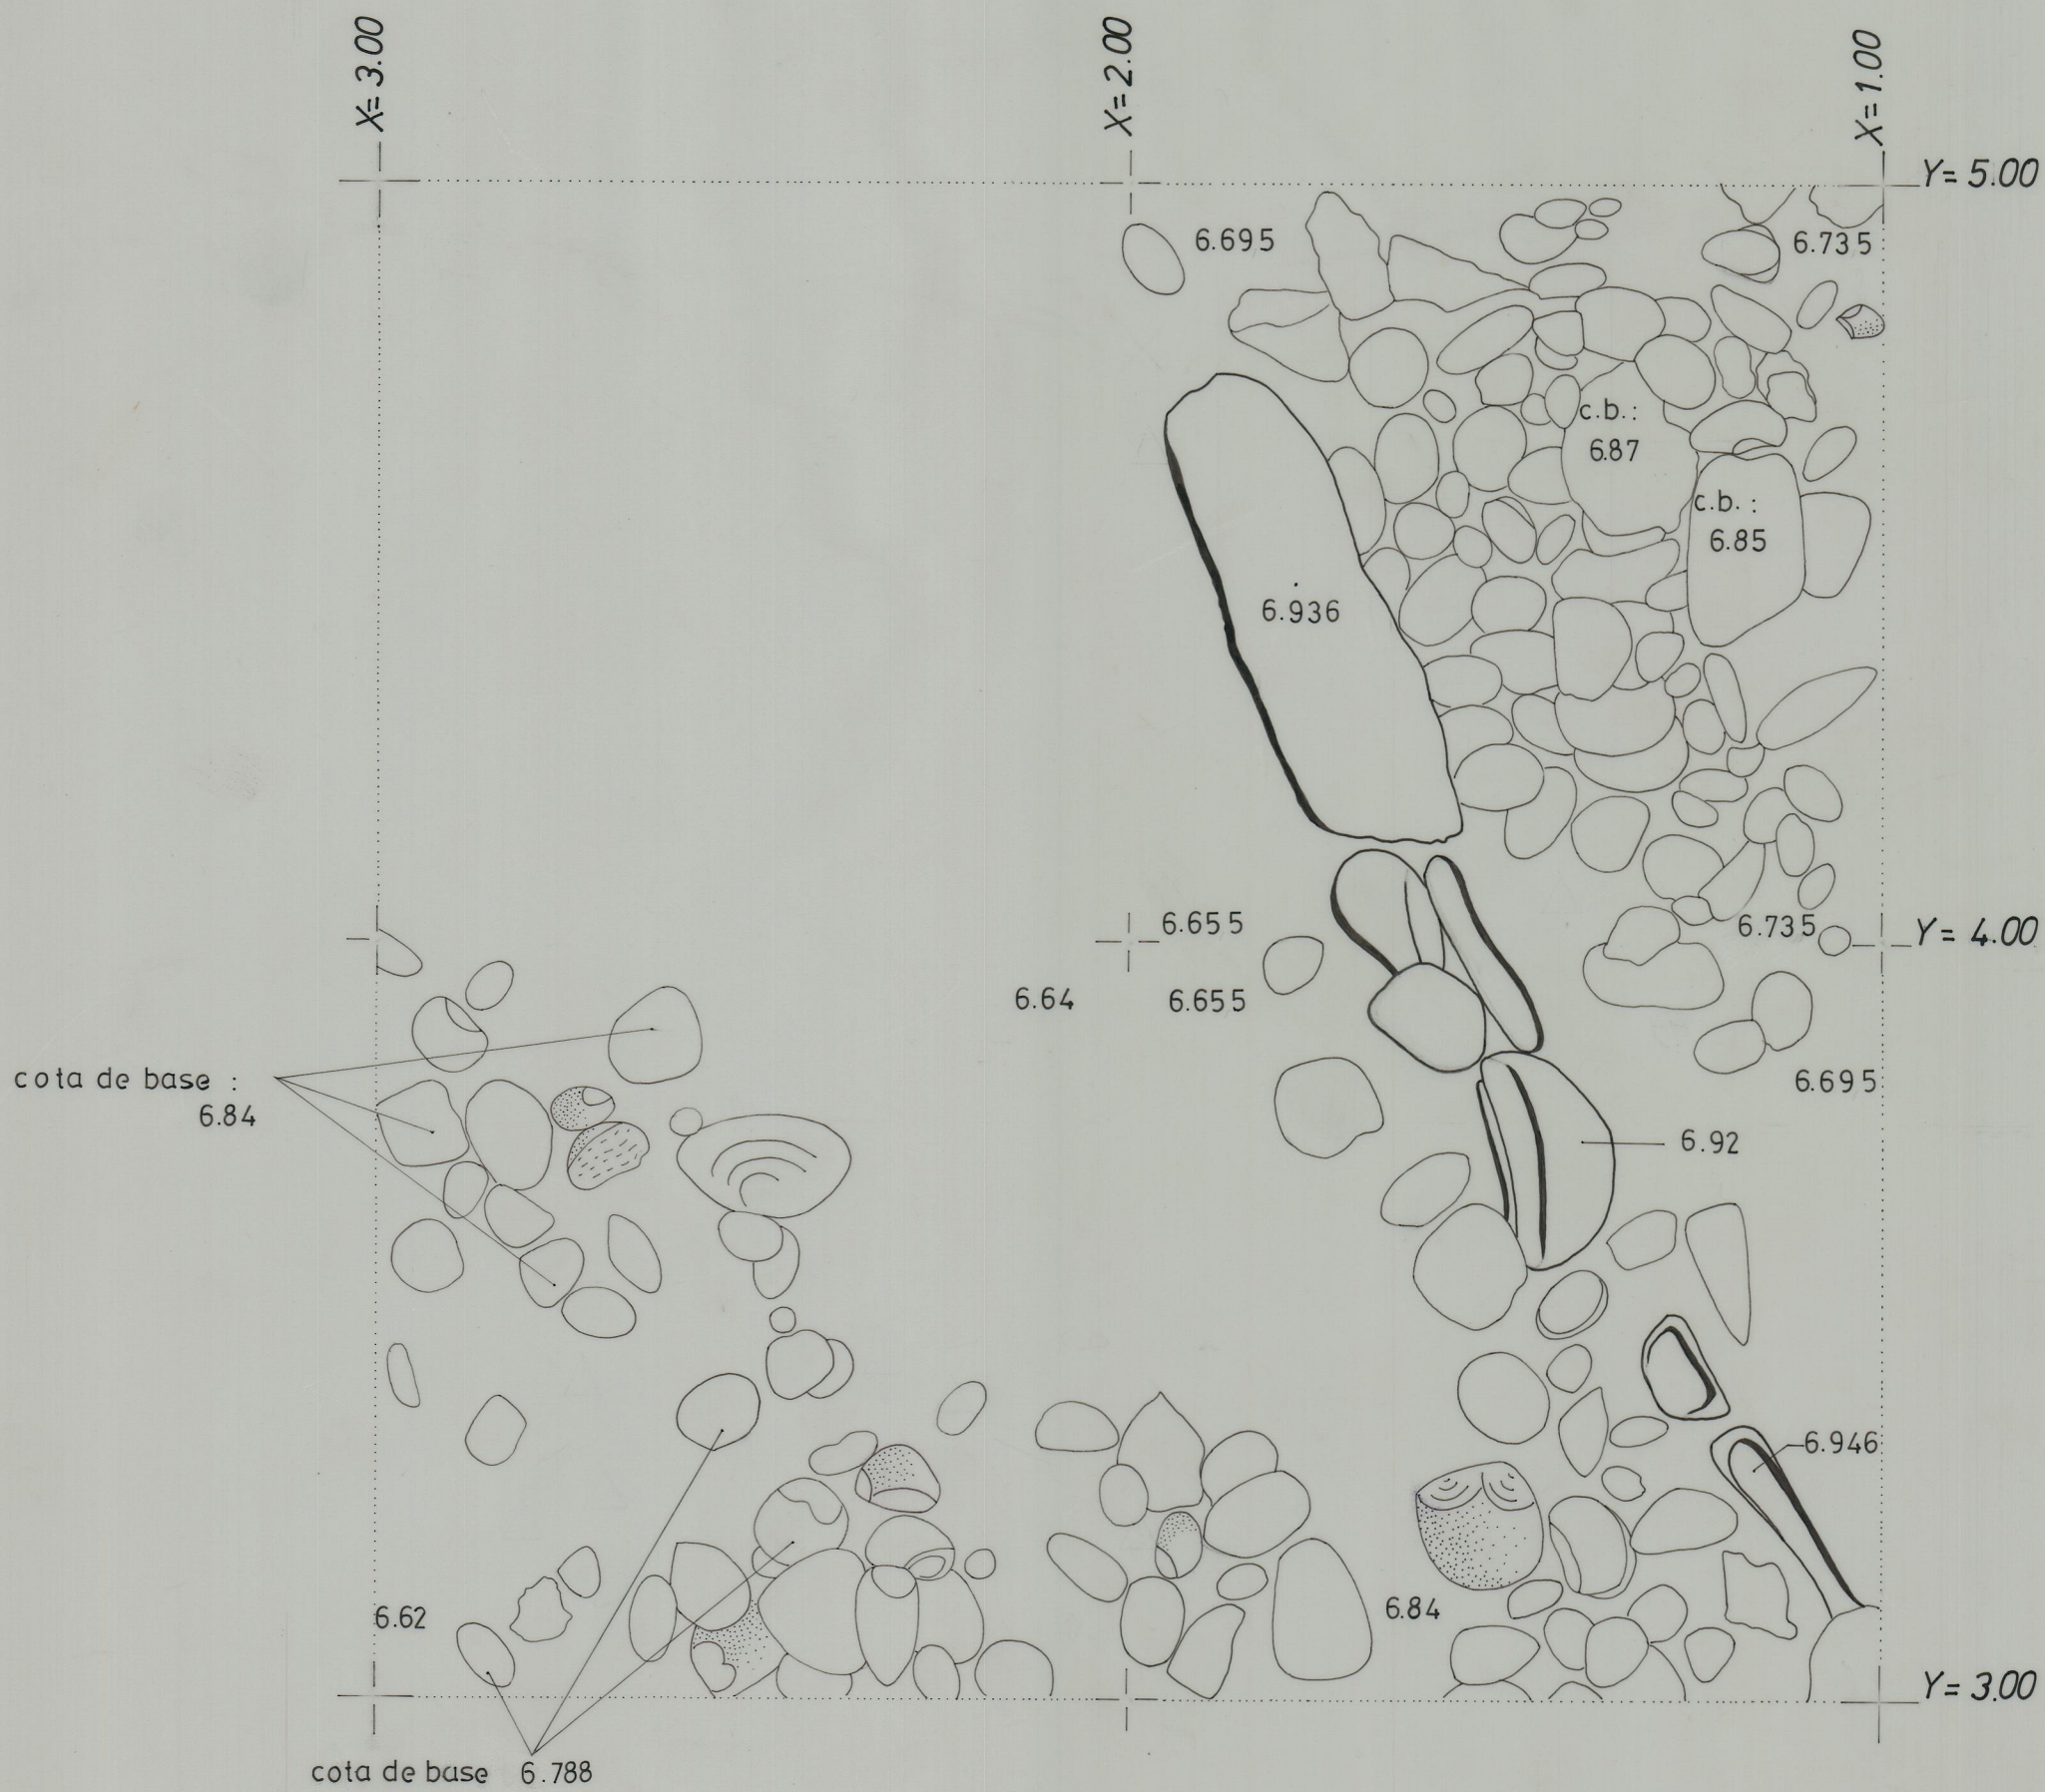 X= 3.00
X= 2.00
X= 1.00
Y= 5.00
6.695
6.735
c.b.:
6.87
c.b. :
6.85
6.936
6.655
6.735
Y= 4.00
6.64
6.655
6.695
cota de base :
6.84
6.92
6.946
6.62
6.84
Y= 3.00
cota de base 6.788